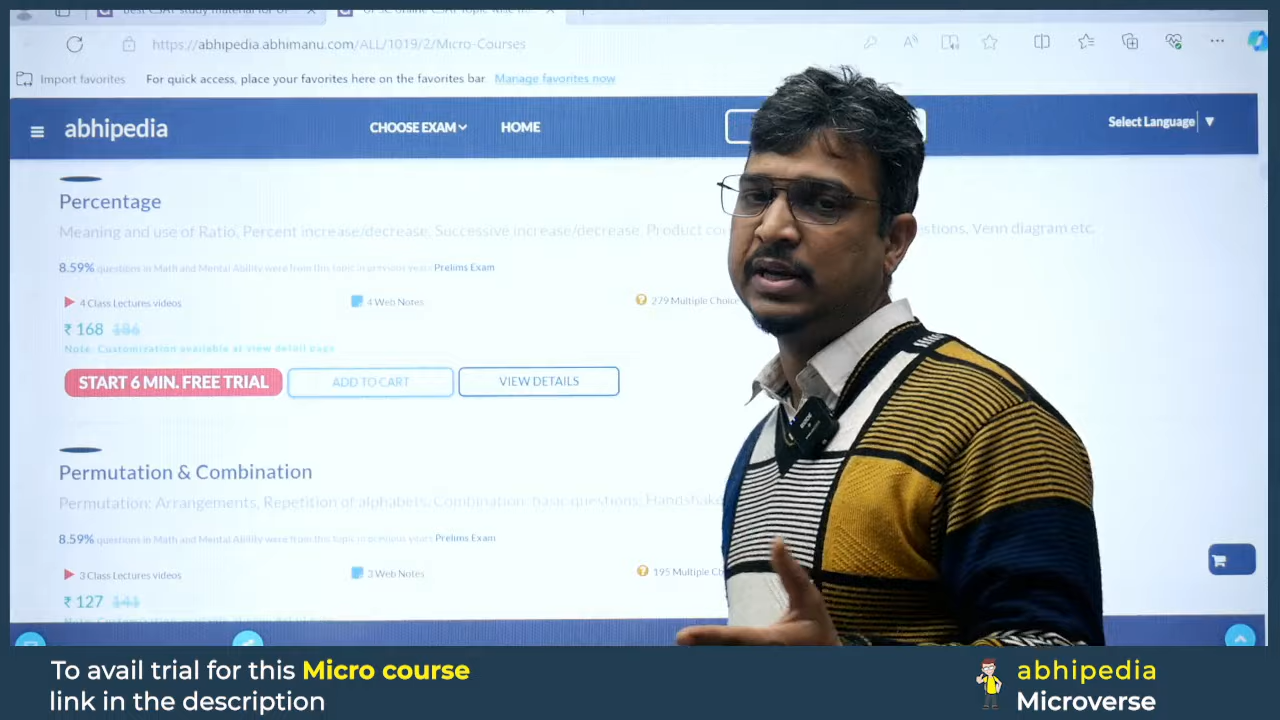 https://abhipedia.abhimanu.com/ALL/1019/2/Micro-Courses
Import favorites
For quick access, place your favorites here on the favorites bar. Manage favorites now
abhipedia
CHOOSE EXAM
HOME
Select Language
Percentage
Meaning and use of Ratio, Percent increase/decrease, Successive increase/decrease, Product
Venn diagram etc.
8.59% questions in Math and Mental Ability were from this topic in previous years Prelims Exam
4 Class Lectures videos
4 Web Notes
279 Multiple Choice
₹ 168 186
Note: Customization available at view detail page
START 6 MIN. FREE TRIAL
ADD TO CART
VIEW DETAILS
Permutation & Combination
Permutation: Arrangements, Repetition of alphabets, Combination: basic questions, Handshake
8.59% questions in Math and Mental Ability were from this topic in previous years Prelims Exam
3 Class Lectures videos
3 Web Notes
195 Multiple
₹ 127 141
To avail trial for this Micro course
link in the description
abhipedia
Microverse